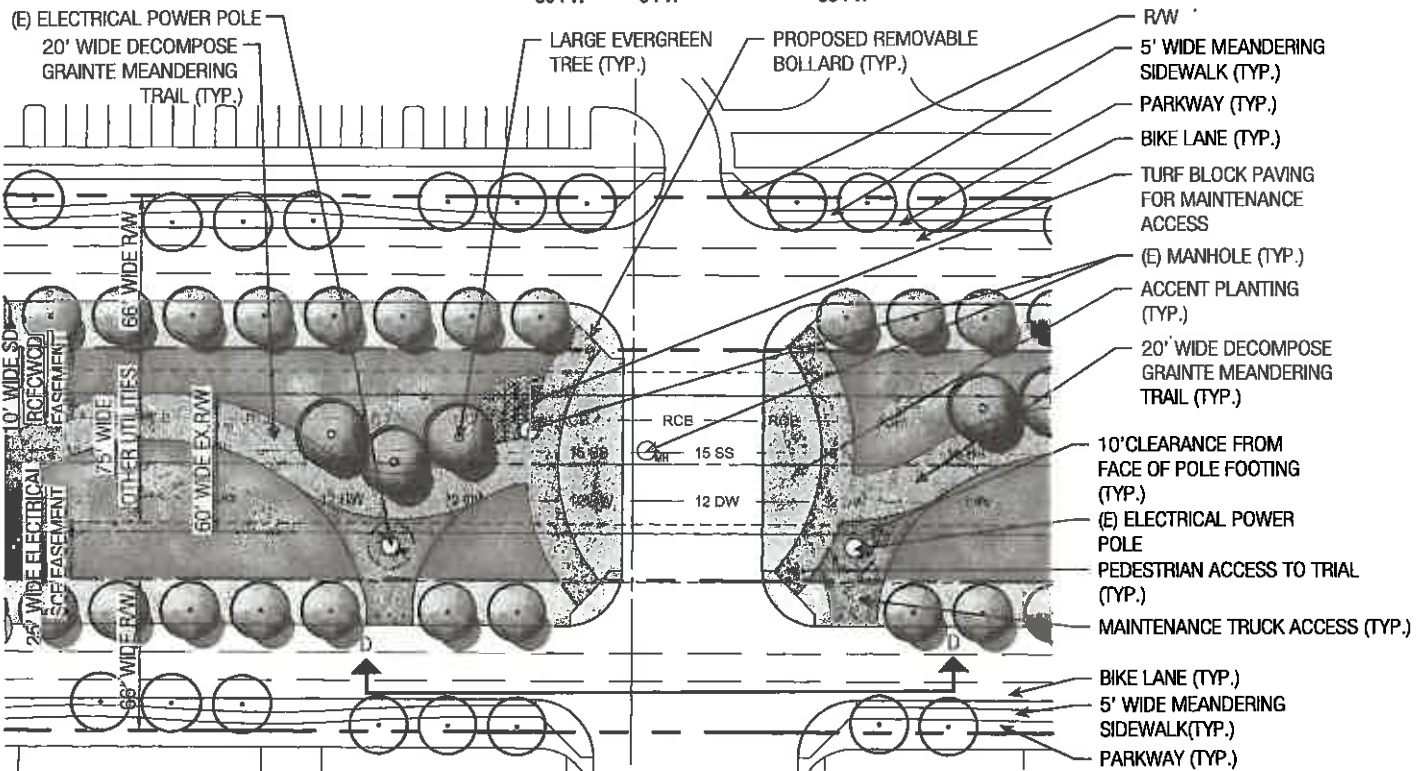 (E) ELECTRICAL POWER POLE
20' WIDE DECOMPOSE
GRAINTE MEANDERING
TRAIL (TYP.)
LARGE EVERGREEN
TREE (TYP.)
PROPOSED REMOVABLE
BOLLARD (TYP.)
R/W
5' WIDE MEANDERING
SIDEWALK (TYP.)
PARKWAY (TYP.)
BIKE LANE (TYP.)
TURF BLOCK PAVING
FOR MAINTENANCE
ACCESS
(E) MANHOLE (TYP.)
ACCENT PLANTING
(TYP.)
20' WIDE DECOMPOSE
GRAINTE MEANDERING
TRAIL (TYP.)
10' CLEARANCE FROM
FACE OF POLE FOOTING
(TYP.)
(E) ELECTRICAL POWER
POLE
PEDESTRIAN ACCESS TO TRIAL
(TYP.)
MAINTENANCE TRUCK ACCESS (TYP.)
BIKE LANE (TYP.)
5' WIDE MEANDERING
SIDEWALK(TYP.)
PARKWAY (TYP.)
66' WIDE R/W
10' WIDE SD
RCFCWCD
EASEMENT
75' WIDE
(OTHER UTILITIES)
60' WIDE EX.R/W
25' WIDE ELECTRICAL
SCE EASEMENT
66' WIDE R/W
RCB
MH
15 SS
12 DW
D
D